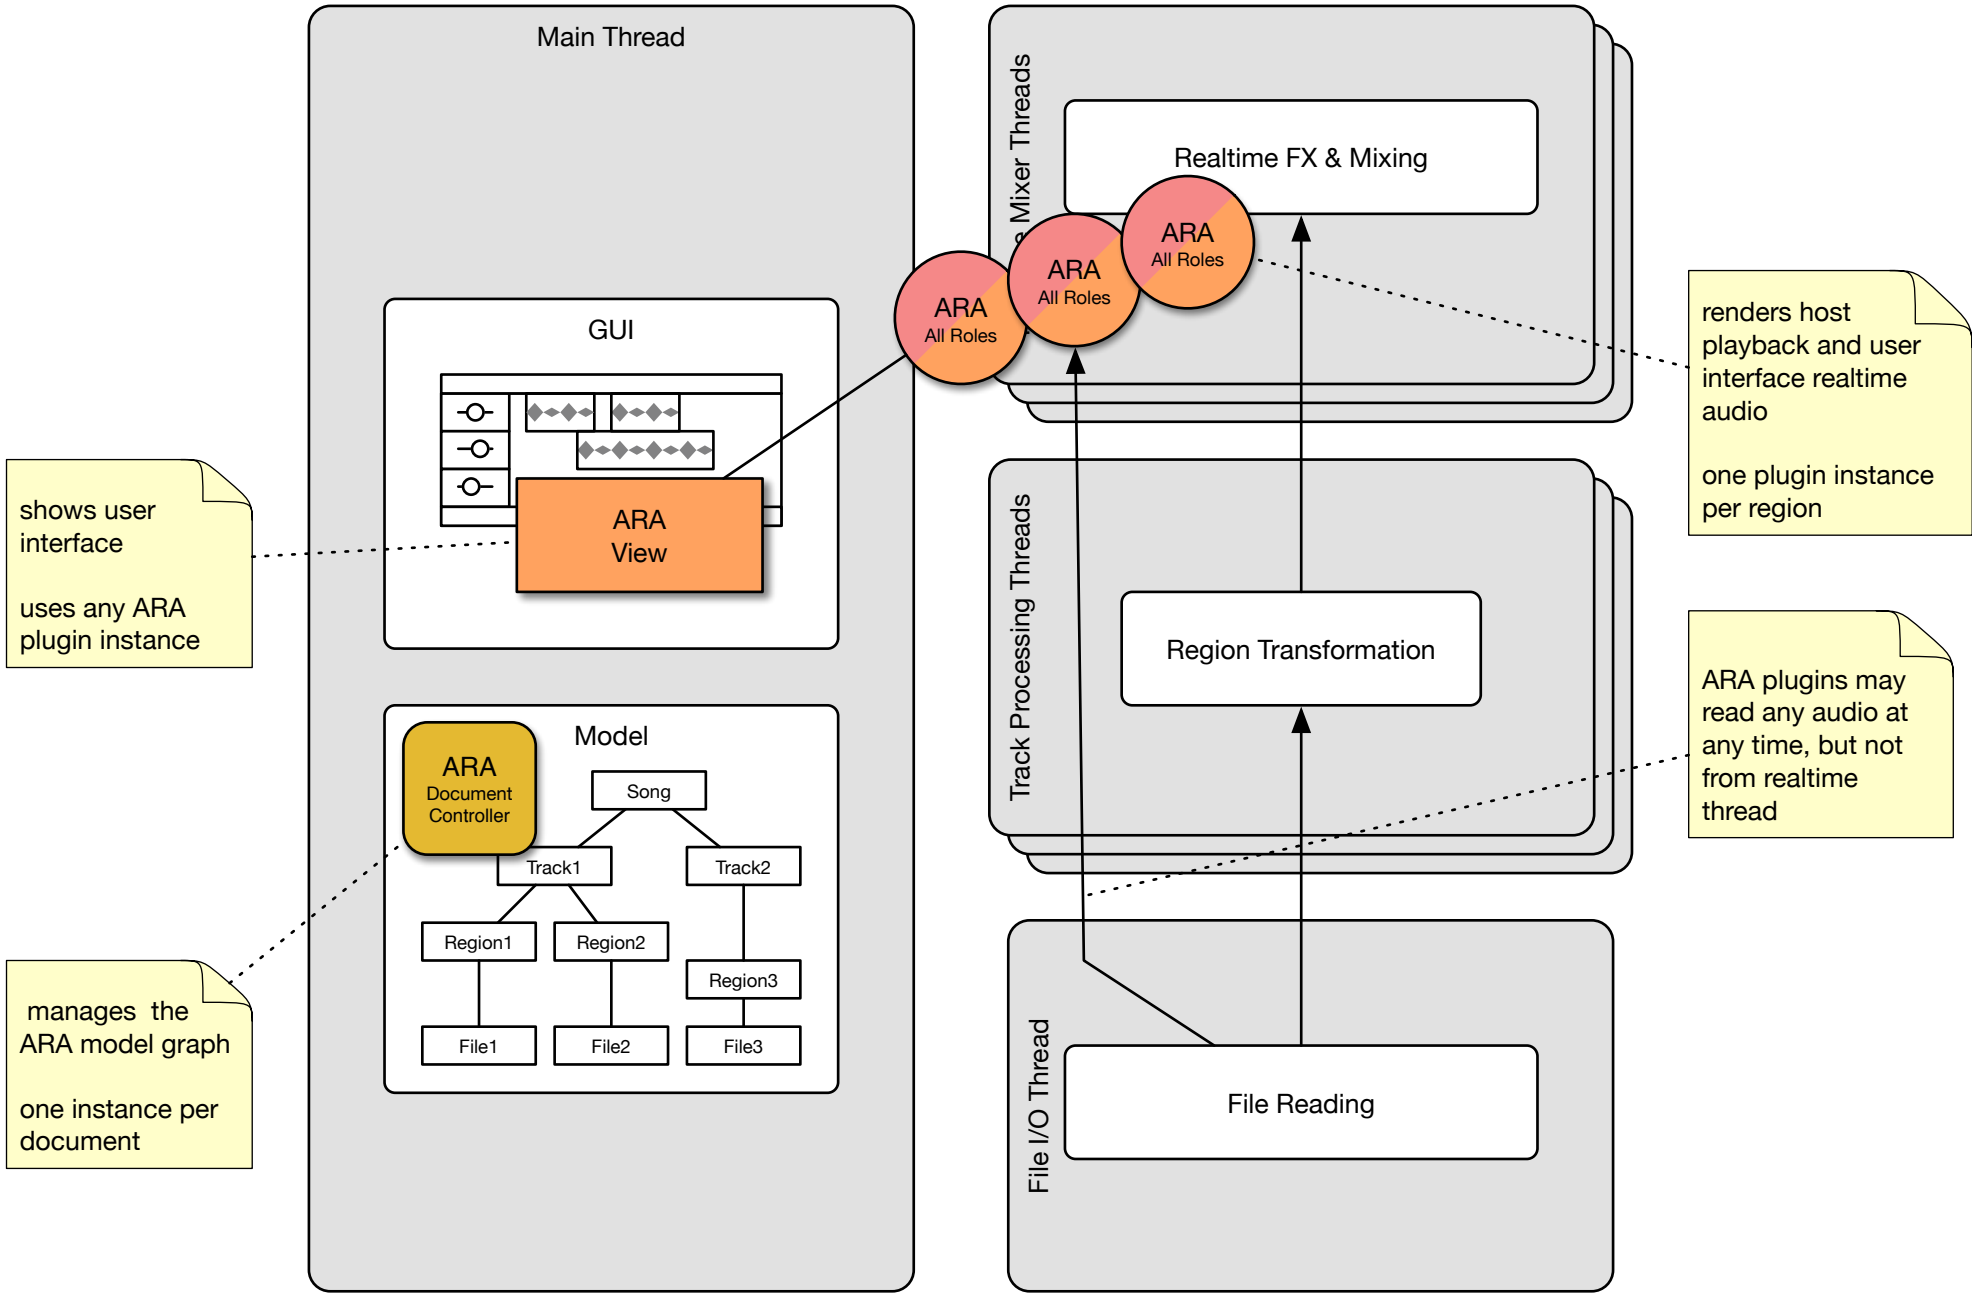 Main Thread
GUI
ARA
View
Model
ARA
Document
Controller
Song
Track1
Track2
Region1
Region2
Region3
File1
File2
File3
shows user
interface
uses any ARA
plugin instance
manages  the
ARA model graph
one instance per
document
Mixer Threads
Realtime FX & Mixing
ARA
All Roles
ARA
All Roles
ARA
All Roles
Track Processing Threads
Region Transformation
File I/O Thread
File Reading
renders host
playback and user
interface realtime
audio
one plugin instance
per region
ARA plugins may
read any audio at
any time, but not
from realtime
thread